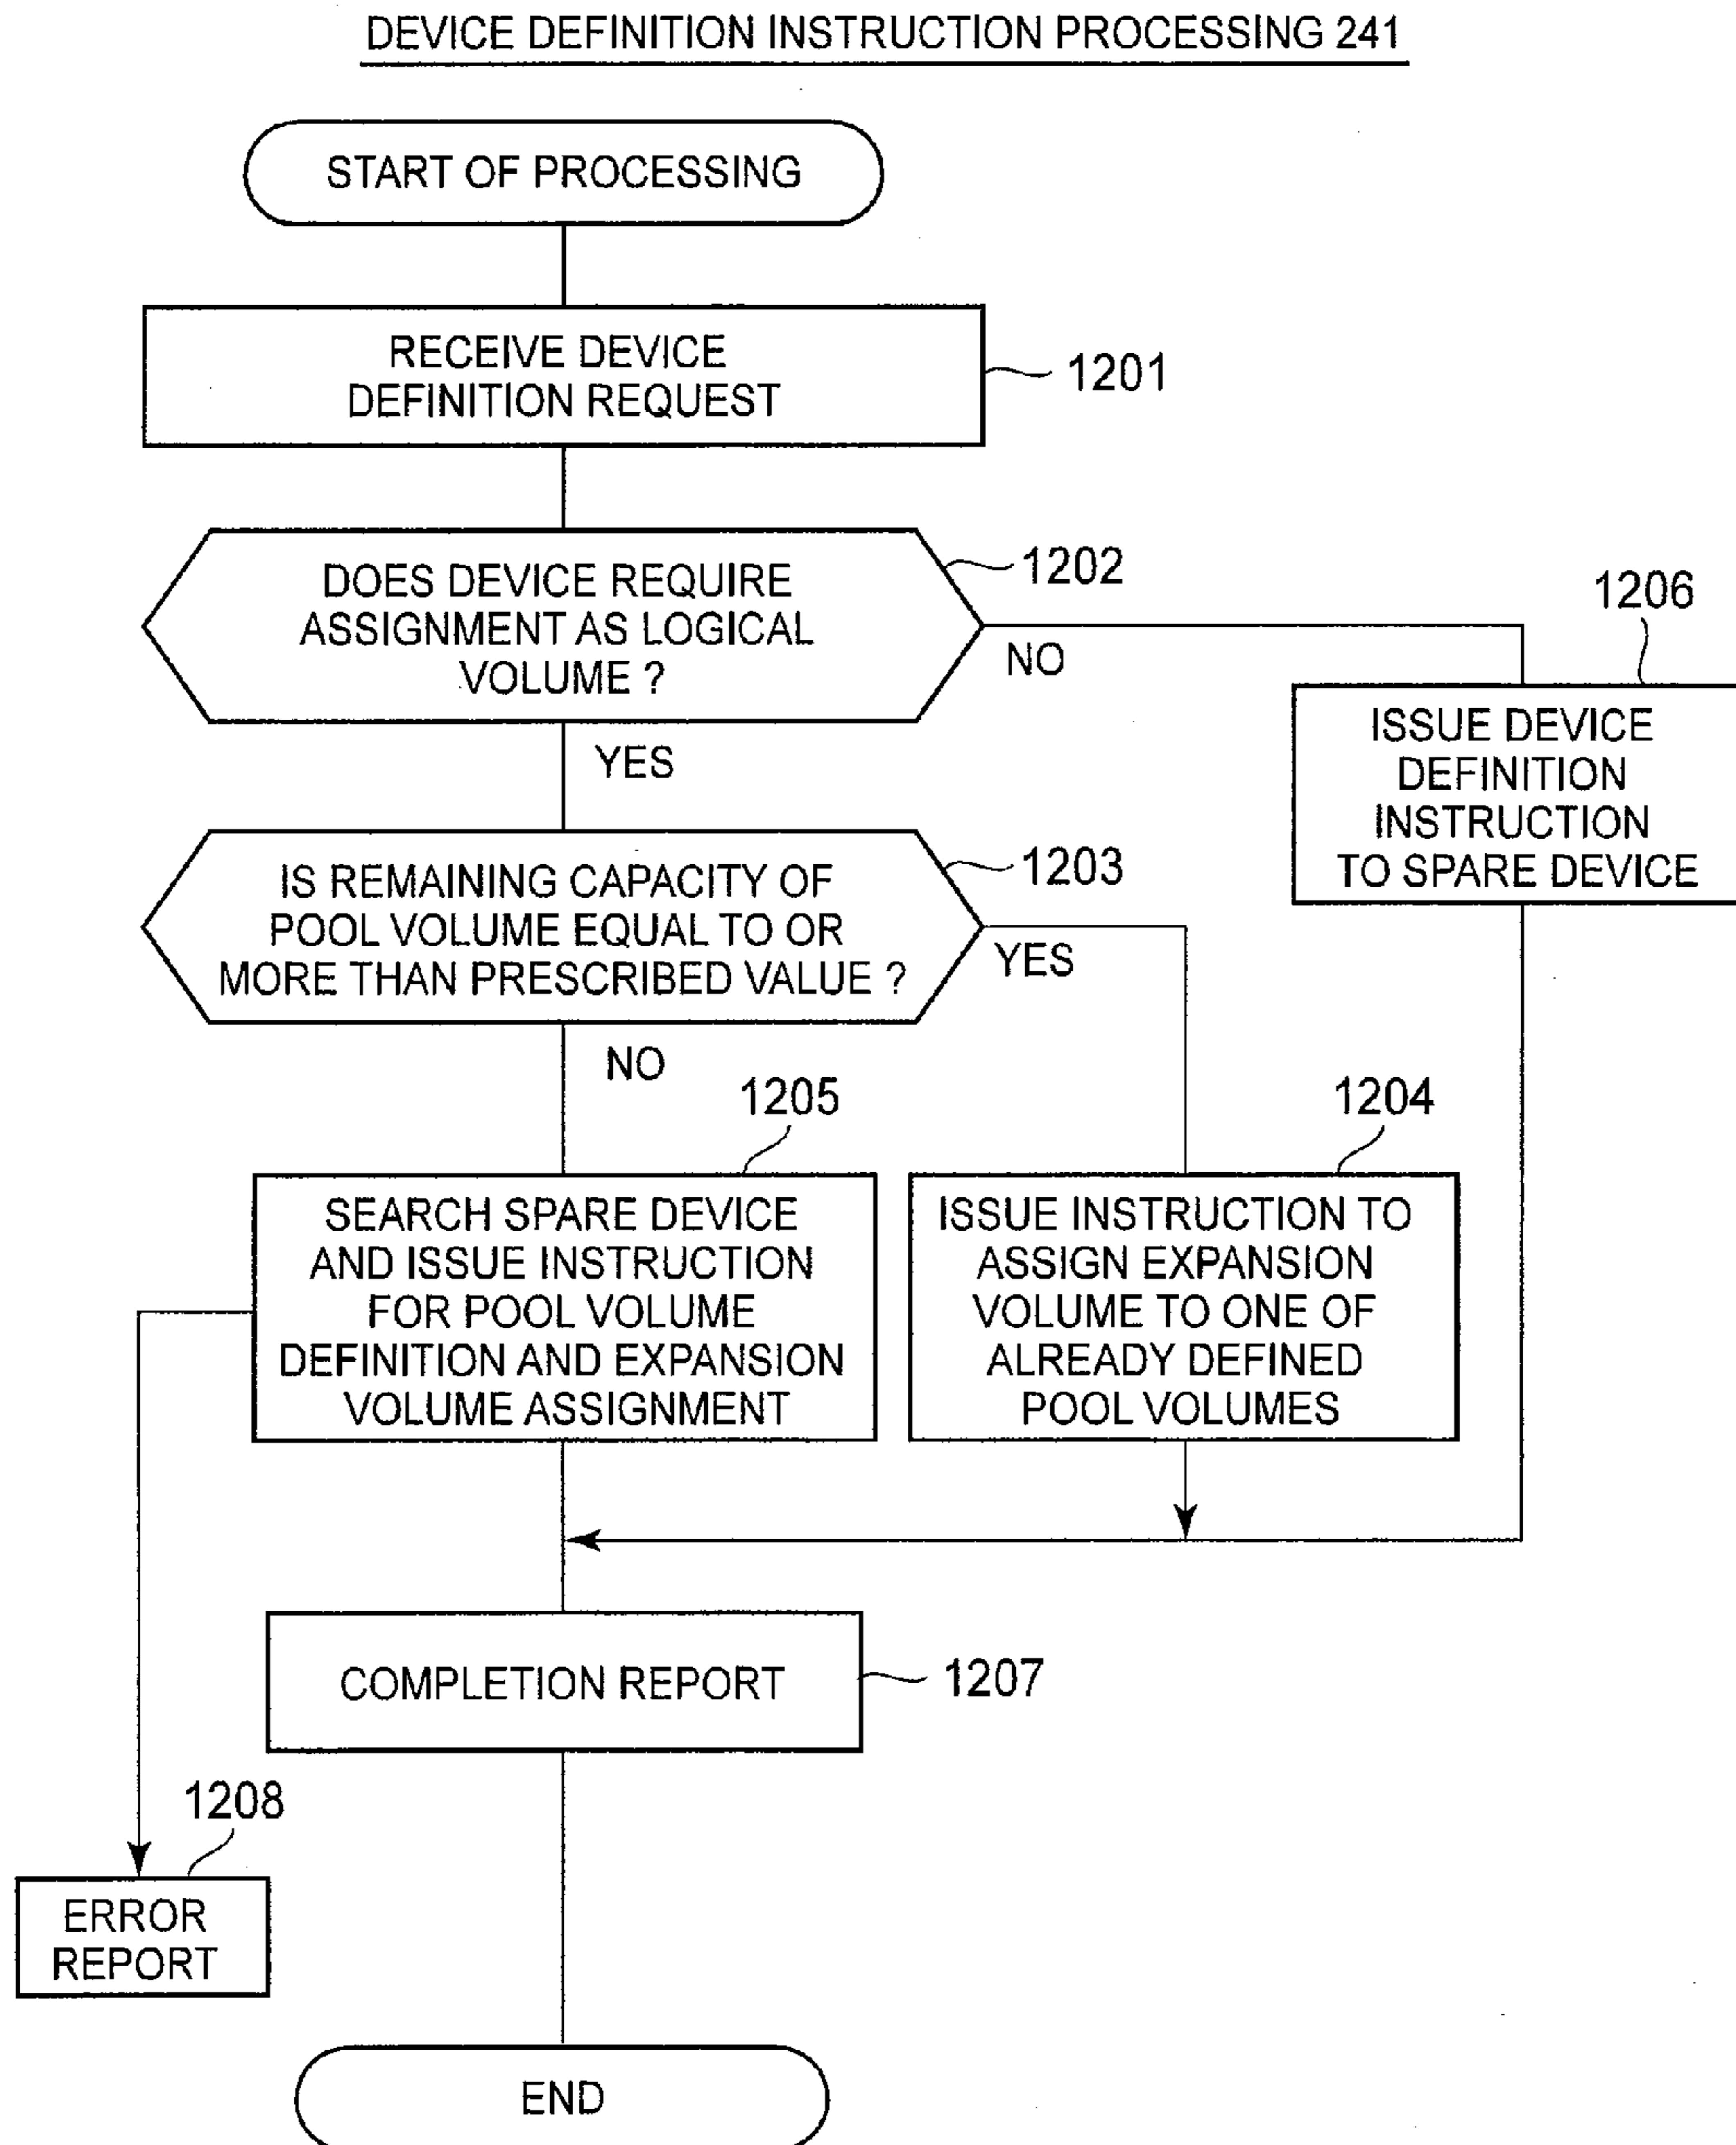 DEVICE DEFINITION INSTRUCTION PROCESSING 241
START OF PROCESSING
RECEIVE DEVICE
DEFINITION REQUEST
1201
DOES DEVICE REQUIRE
ASSIGNMENT AS LOGICAL
VOLUME ?
1202
NO
YES
1206
ISSUE DEVICE
DEFINITION
INSTRUCTION
TO SPARE DEVICE
IS REMAINING CAPACITY OF
POOL VOLUME EQUAL TO OR
MORE THAN PRESCRIBED VALUE ?
1203
YES
NO
1205
SEARCH SPARE DEVICE
AND ISSUE INSTRUCTION
FOR POOL VOLUME
DEFINITION AND EXPANSION
VOLUME ASSIGNMENT
1204
ISSUE INSTRUCTION TO
ASSIGN EXPANSION
VOLUME TO ONE OF
ALREADY DEFINED
POOL VOLUMES
COMPLETION REPORT
1207
1208
ERROR
REPORT
END